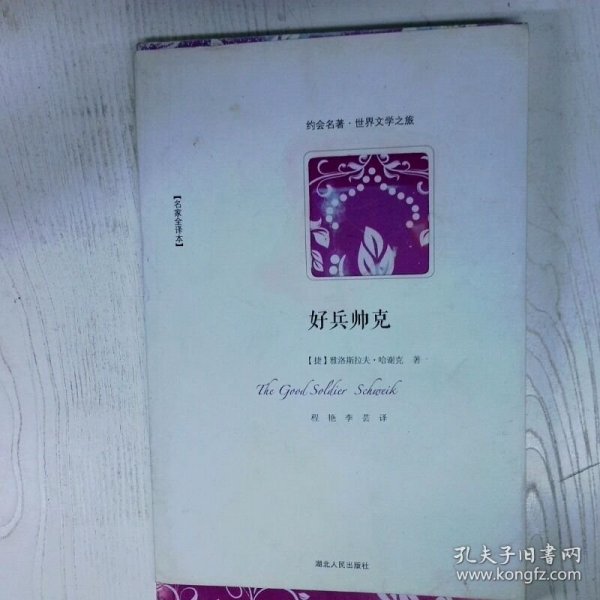 约会名著·世界文学之旅
【名家全译本】
好兵帅克
【捷】雅洛斯拉夫·哈谢克 著
The Good Soldier Schweik
程艳 李芸 译
湖北人民出版社
孔夫子旧书网
www.kongfz.com